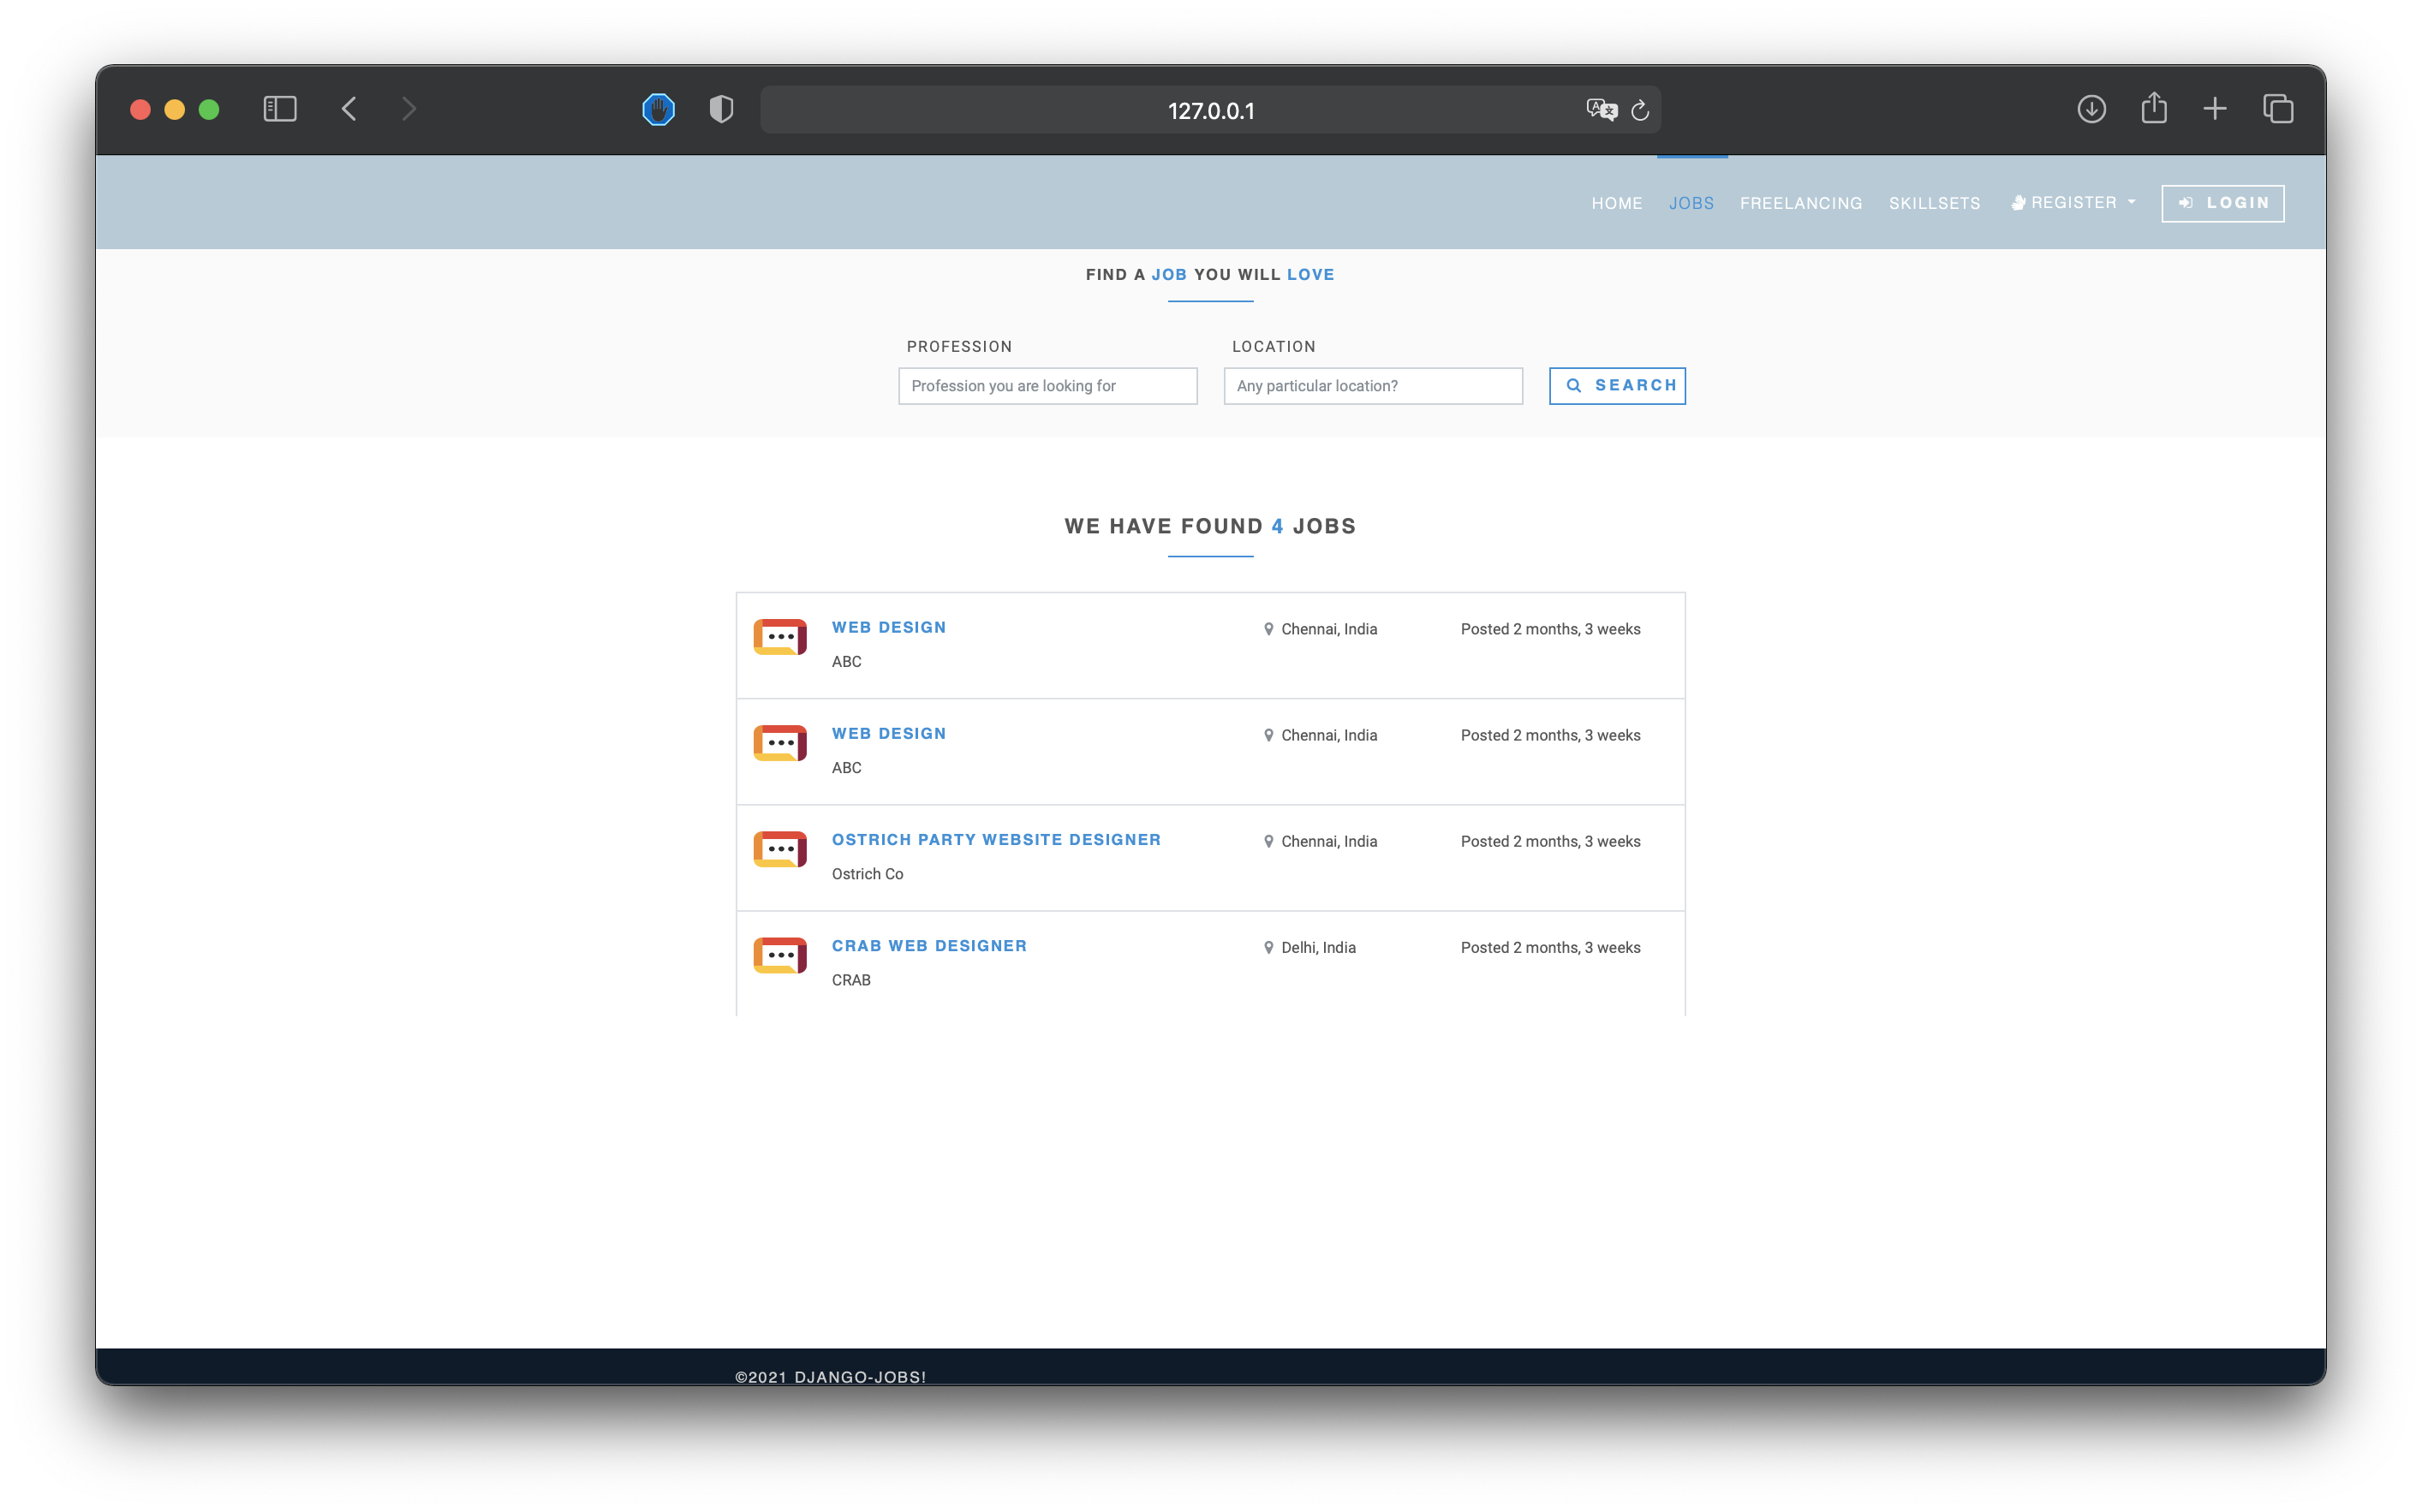 127.0.0.1
HOME JOBS FREELANCING SKILLSETS REGISTER LOGIN
FIND A JOB YOU WILL LOVE
PROFESSION LOCATION
Profession you are looking for Any particular location? SEARCH
WE HAVE FOUND 4 JOBS
WEB DESIGN Chennai, India Posted 2 months, 3 weeks
ABC
WEB DESIGN Chennai, India Posted 2 months, 3 weeks
ABC
OSTRICH PARTY WEBSITE DESIGNER Chennai, India Posted 2 months, 3 weeks
Ostrich Co
CRAB WEB DESIGNER Delhi, India Posted 2 months, 3 weeks
CRAB
©2021 DJANGO-JOBS!